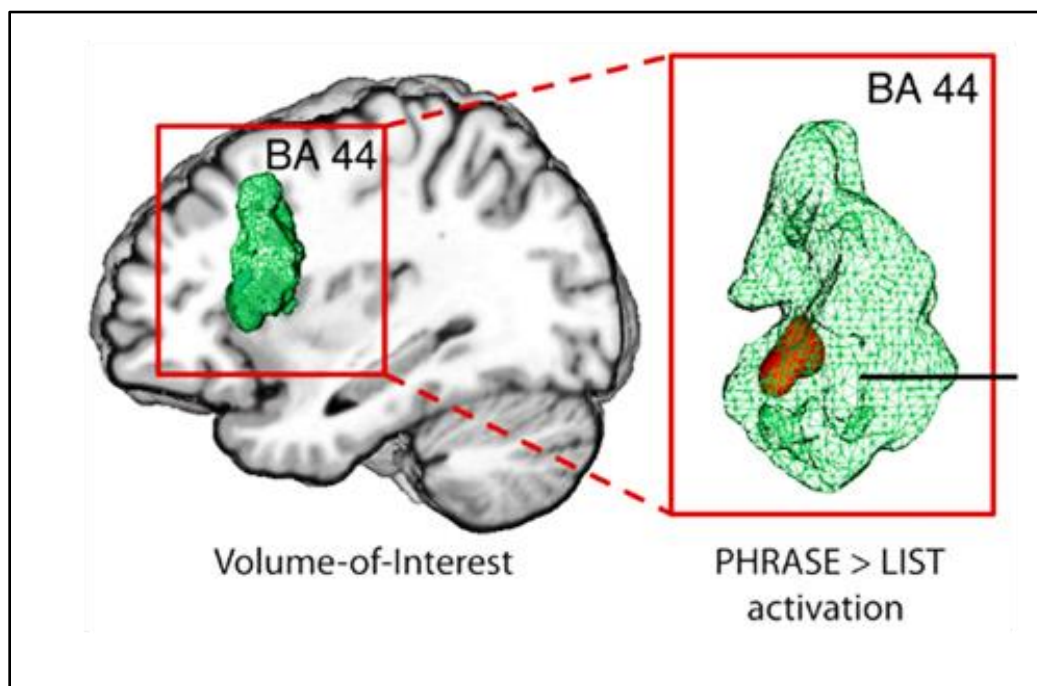 BA 44
BA 44
Volume-of-Interest
PHRASE > LIST
activation